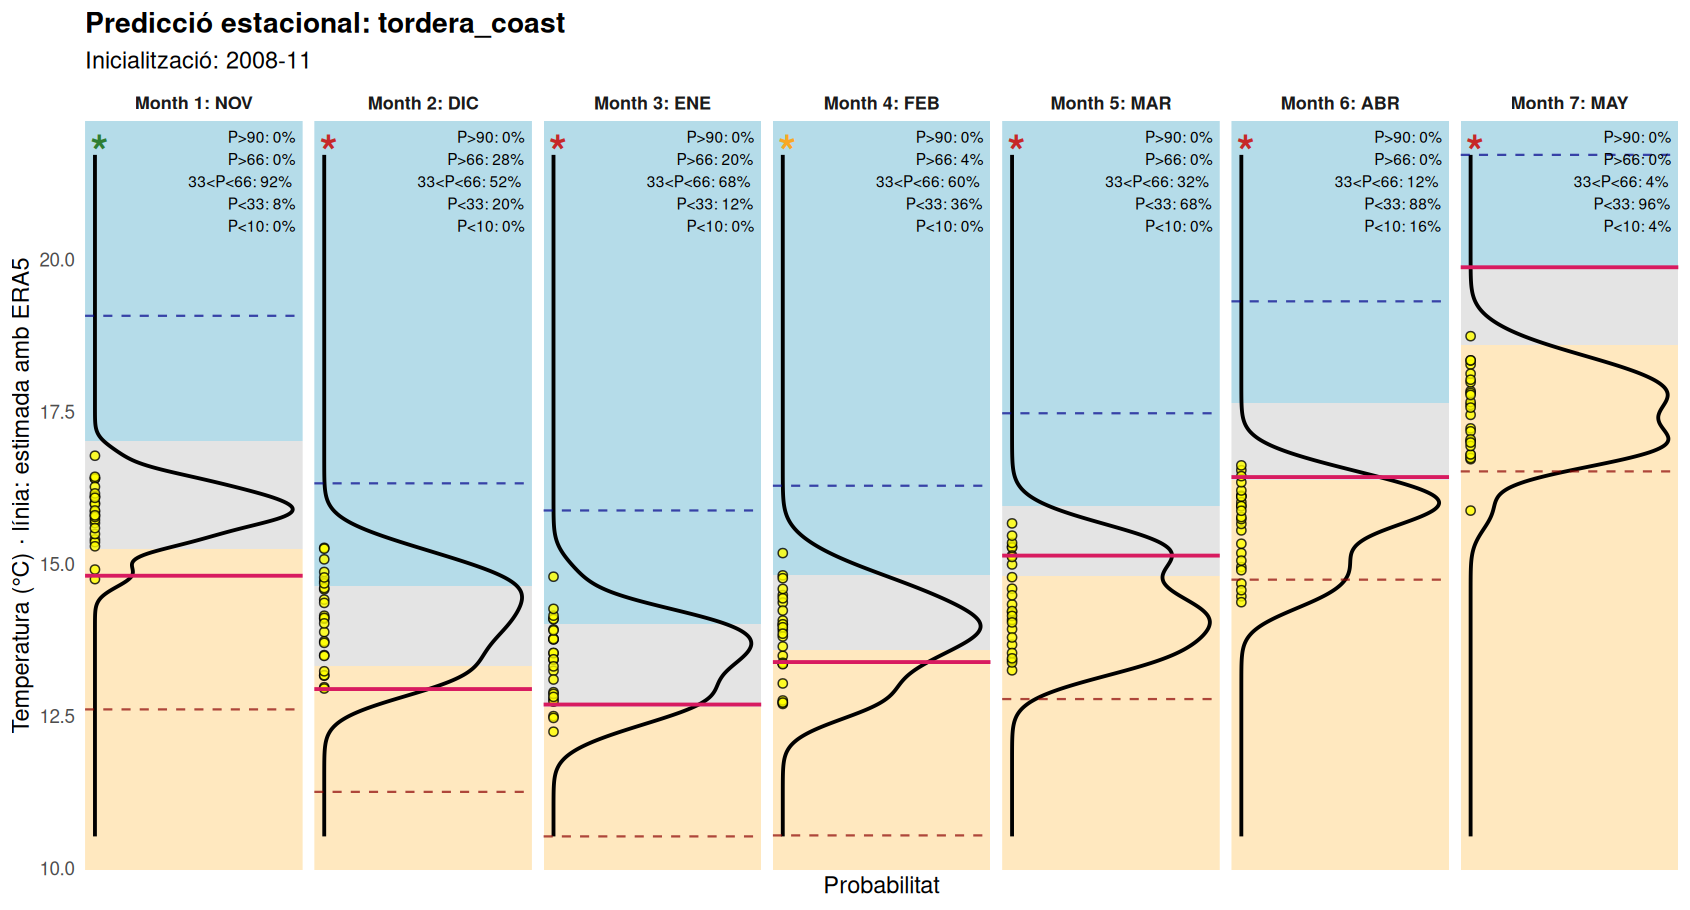 Predicció estacional: tordera_coast
Inicialització: 2008-11
Month 1: NOV
Month 2: DIC
Month 3: ENE
Month 4: FEB
Month 5: MAR
Month 6: ABR
Month 7: MAY
*
P>90: 0%
P>66: 0%
33<P<66: 92%
P<33: 8%
P<10: 0%
*
P>90: 0%
P>66: 28%
33<P<66: 52%
P<33: 20%
P<10: 0%
*
P>90: 0%
P>66: 20%
33<P<66: 68%
P<33: 12%
P<10: 0%
*
P>90: 0%
P>66: 4%
33<P<66: 60%
P<33: 36%
P<10: 0%
*
P>90: 0%
P>66: 0%
33<P<66: 32%
P<33: 68%
P<10: 0%
*
P>90: 0%
P>66: 0%
33<P<66: 12%
P<33: 88%
P<10: 16%
*
P>90: 0%
P>66: 0%
33<P<66: 4%
P<33: 96%
P<10: 4%
20.0
17.5
15.0
12.5
10.0
Temperatura (°C) · línia: estimada amb ERA5
Probabilitat